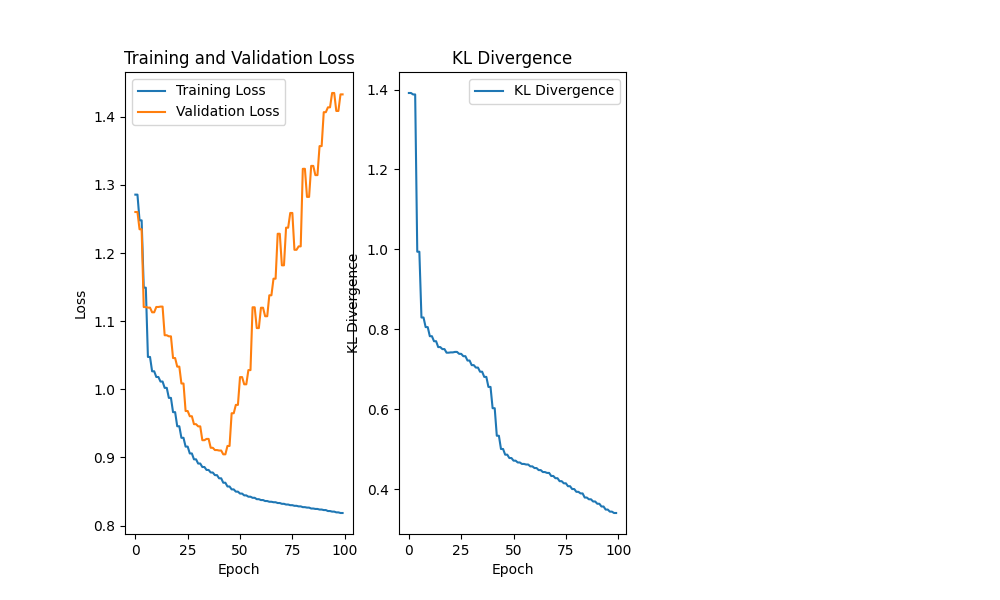 Training and Validation Loss
Training Loss
Validation Loss
Loss
1.4
1.3
1.2
1.1
1.0
0.9
0.8
0 25 50 75 100
Epoch
KL Divergence
KL Divergence
KL Divergence
1.4
1.2
1.0
0.8
0.6
0.4
0 25 50 75 100
Epoch